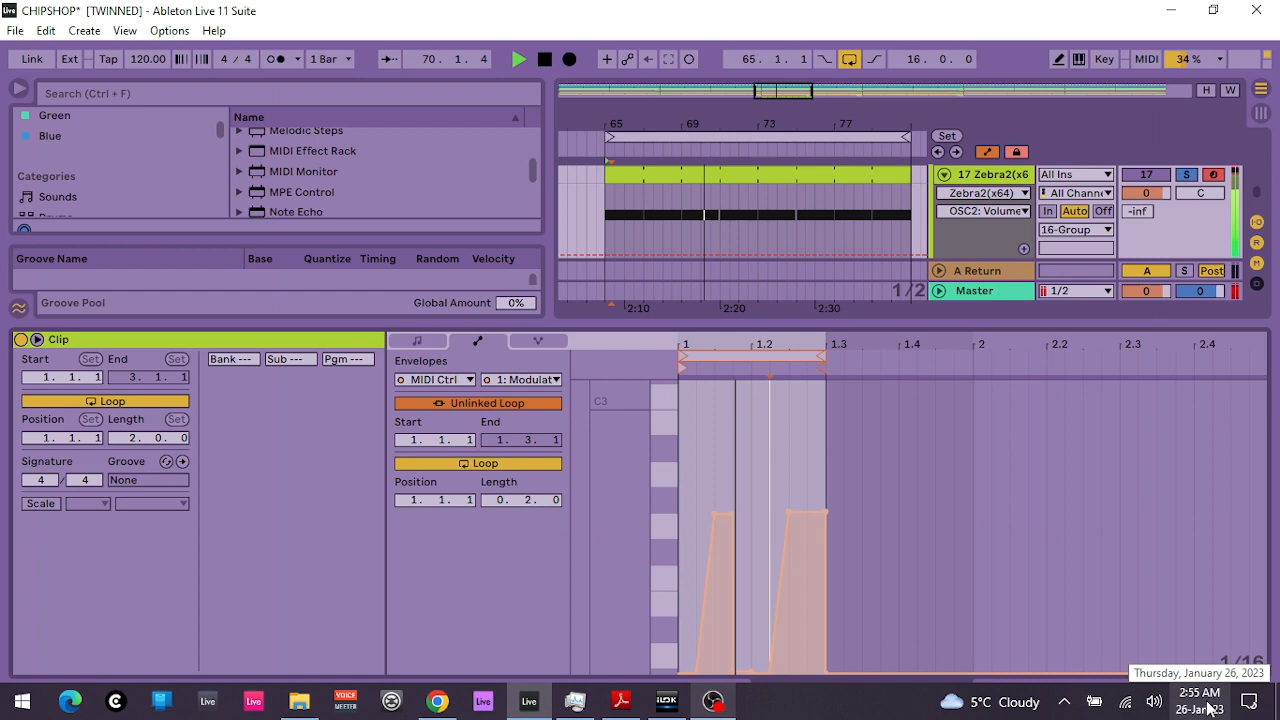 CHIPSHOP* [TWINNED] - Ableton Live 11 Suite
File Edit Create View Options Help
Link Ext Tap 120.00 4 / 4 1 Bar 70. 1. 4 65. 1. 1 16. 0. 0 Key MIDI 34 %
Search (Ctrl + F)
H W
Green
Blue
Categories
Sounds
Name
Melodic Steps
MIDI Effect Rack
MIDI Monitor
MPE Control
Note Echo
Groove Name Base Quantize Timing Random Velocity
Groove Pool Global Amount 0%
65 69 73 77
Set
17 Zebra2(x6 All Ins 17 S
Zebra2(x64) All Channe 0 C
OSC2: Volume In Auto Off -inf
16-Group
A Return A S Post
1/2 Master 1/2 0 0
2:10 2:20 2:30
I·O
R
M
D
Clip
Start Set End Set
1. 1. 1 3. 1. 1
Loop
Position Set Length Set
1. 1. 1 2. 0. 0
Signature Groove
4 / 4 None
Scale
Bank --- Sub --- Pgm ---
Envelopes
MIDI Ctrl 1: Modulat
Unlinked Loop
Start End
1. 1. 1 1. 3. 1
Loop
Position Length
1. 1. 1 0. 2. 0
1 1.2 1.3 1.4 2 2.2 2.3 2.4
C3
1/16
Thursday, January 26, 2023
Live Live VOICE MEETER Live Live
5°C Cloudy
2:55 AM